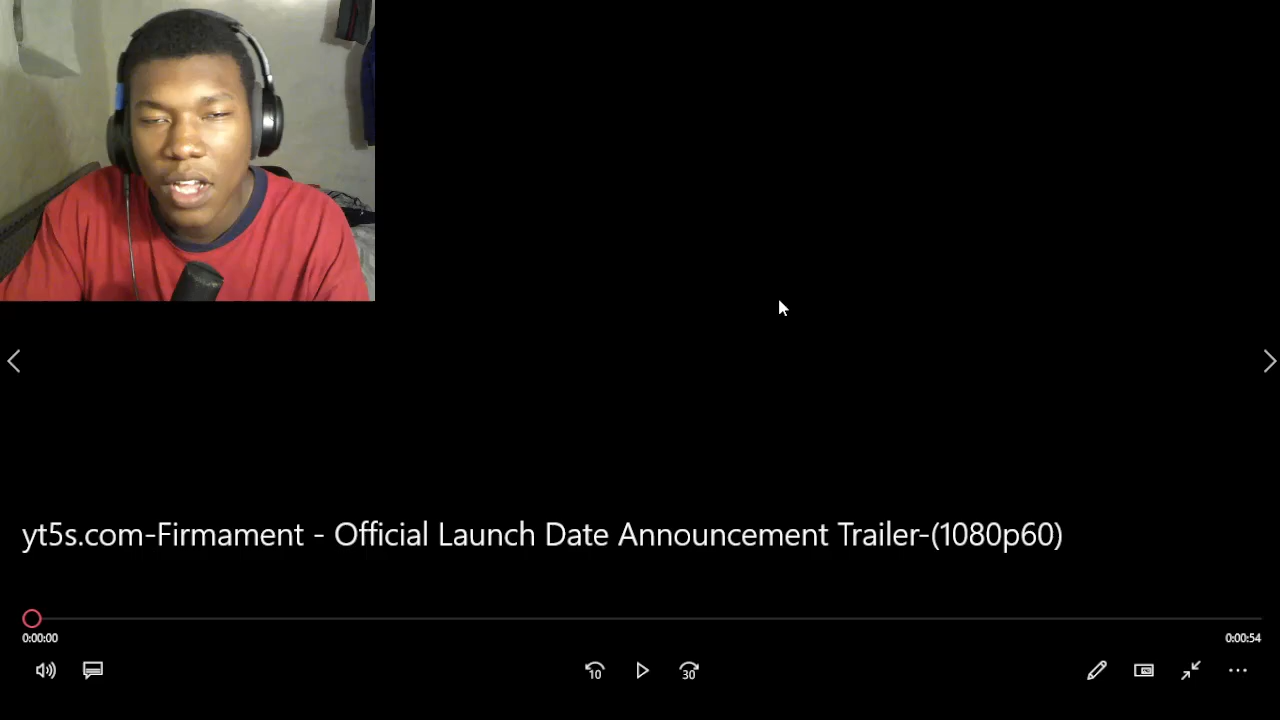 yt5s.com-Firmament - Official Launch Date Announcement Trailer-(1080p60)
0:00:00
0:00:54
10
30